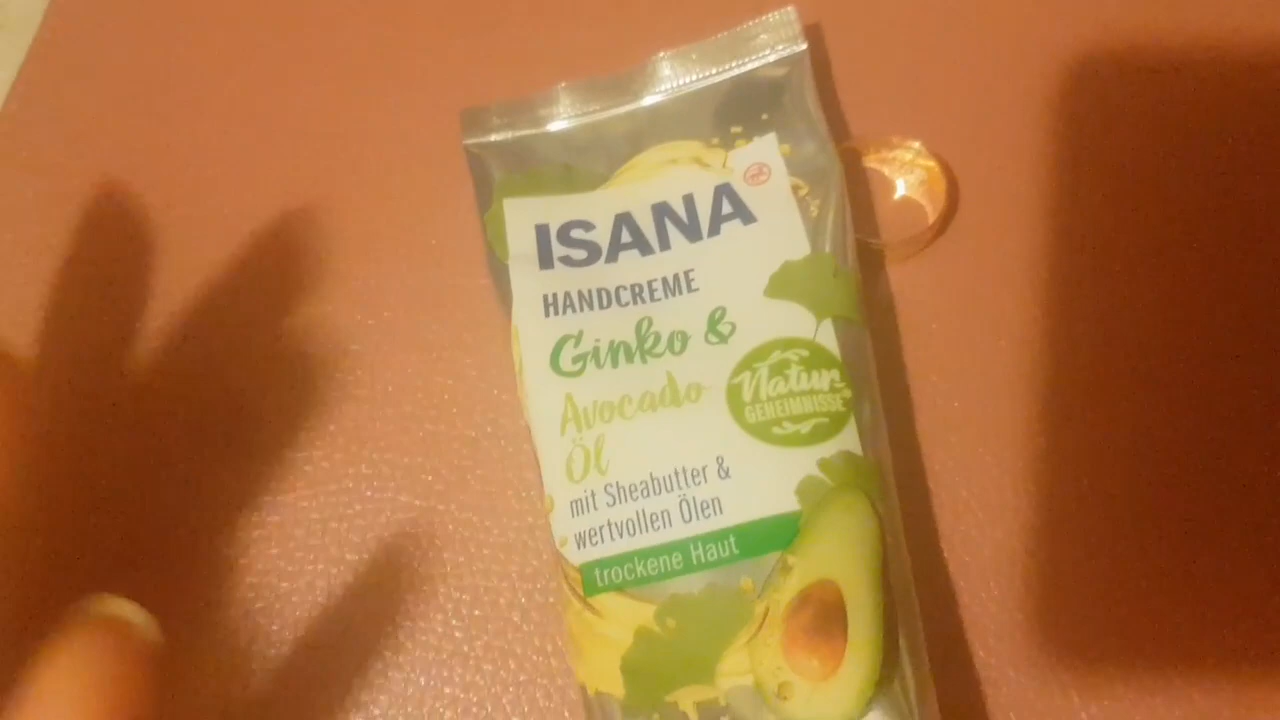 ISANA
HANDCREME
Ginko &
Avocado
Öl
Natur-
GEHEIMNISSE
mit Sheabutter &
wertvollen Ölen
trockene Haut